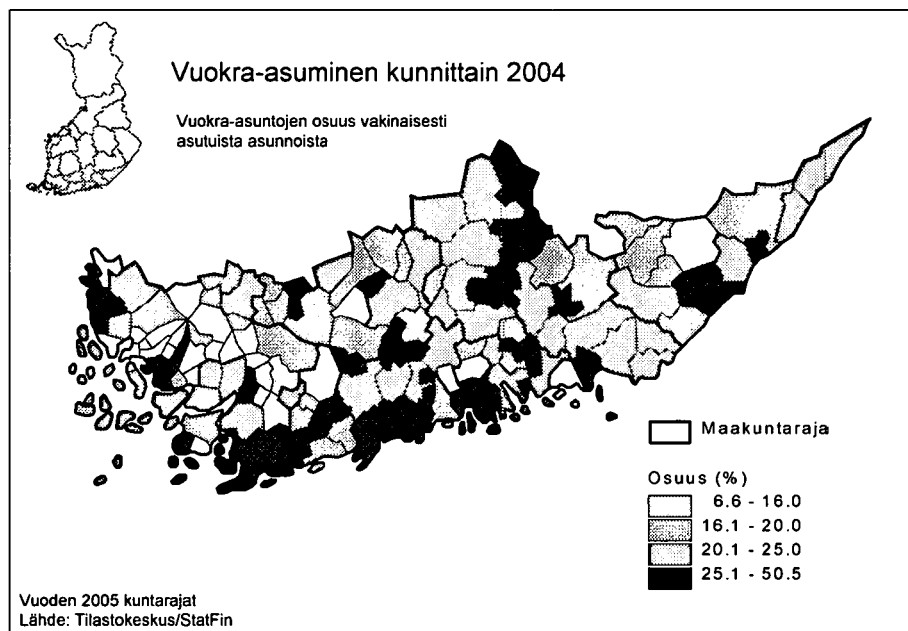 Vuokra-asuminen kunnittain 2004
Vuokra-asuntojen osuus vakinaisesti
asutuista asunnoista
Maakuntaraja
Osuus (%)
6.6 - 16.0
16.1 - 20.0
20.1 - 25.0
25.1 - 50.5
Vuoden 2005 kuntarajat
Lähde: Tilastokeskus/StatFin